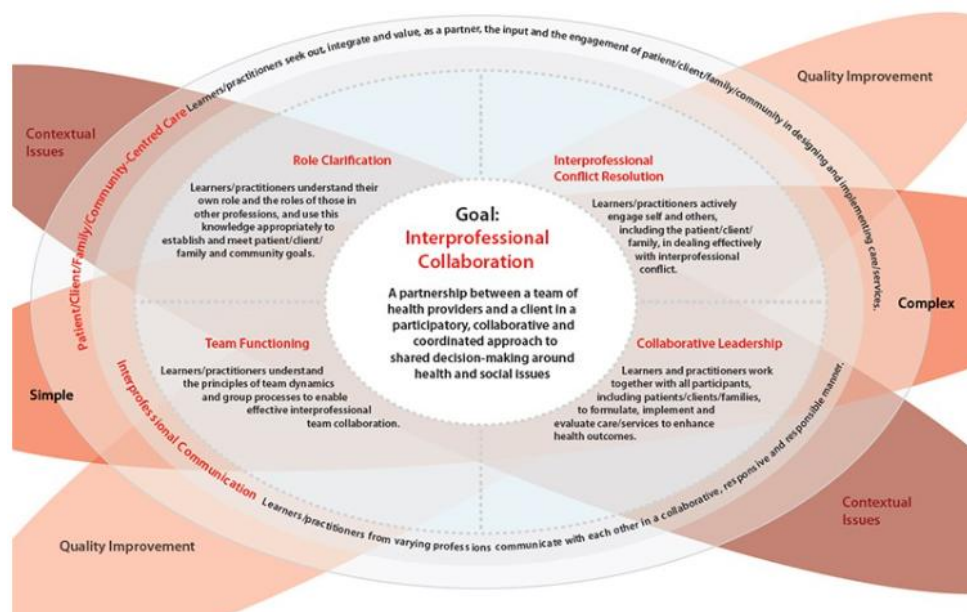 Learners/practitioners seek out, integrate and value, as a partner, the input and the engagement of patient/client/family/community in designing and implementing care/services.
Patient/Client/Family/Community-Centred Care
Quality Improvement
Contextual
Issues
Role Clarification
Learners/practitioners understand their
own role and the roles of those in
other professions, and use this
knowledge appropriately to
establish and meet patient/client/
family and community goals.
Interprofessional
Conflict Resolution
Learners/practitioners actively
engage self and others,
including the patient/client/
family, in dealing effectively
with interprofessional
conflict.
Goal:
Interprofessional
Collaboration
A partnership between a team of
health providers and a client in a
participatory, collaborative and
coordinated approach to
shared decision-making around
health and social issues
Complex
Simple
Team Functioning
Learners/practitioners understand
the principles of team dynamics
and group processes to enable
effective interprofessional
team collaboration.
Collaborative Leadership
Learners and practitioners work
together with all participants,
including patients/clients/families,
to formulate, implement and
evaluate care/services to enhance
health outcomes.
Interprofessional Communication
Learners/practitioners from varying professions communicate with each other in a collaborative, responsive and responsible manner.
Contextual
Issues
Quality Improvement